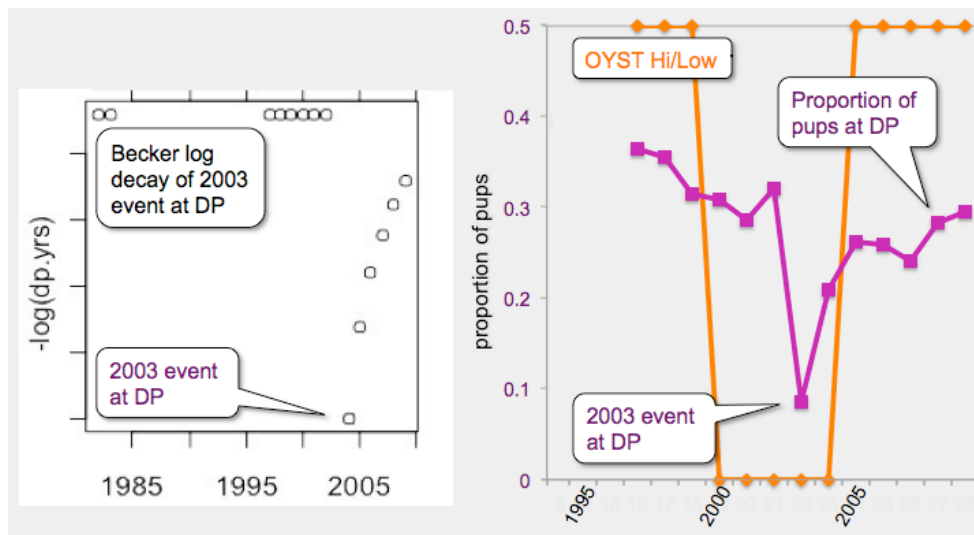 Becker log
decay of 2003
event at DP
-log(dp.yrs)
2003 event
at DP
1985
1995
2005
0.5
0.4
0.3
0.2
0.1
0
proportion of pups
OYST Hi/Low
Proportion of
pups at DP
2003 event
at DP
1995
2000
2005